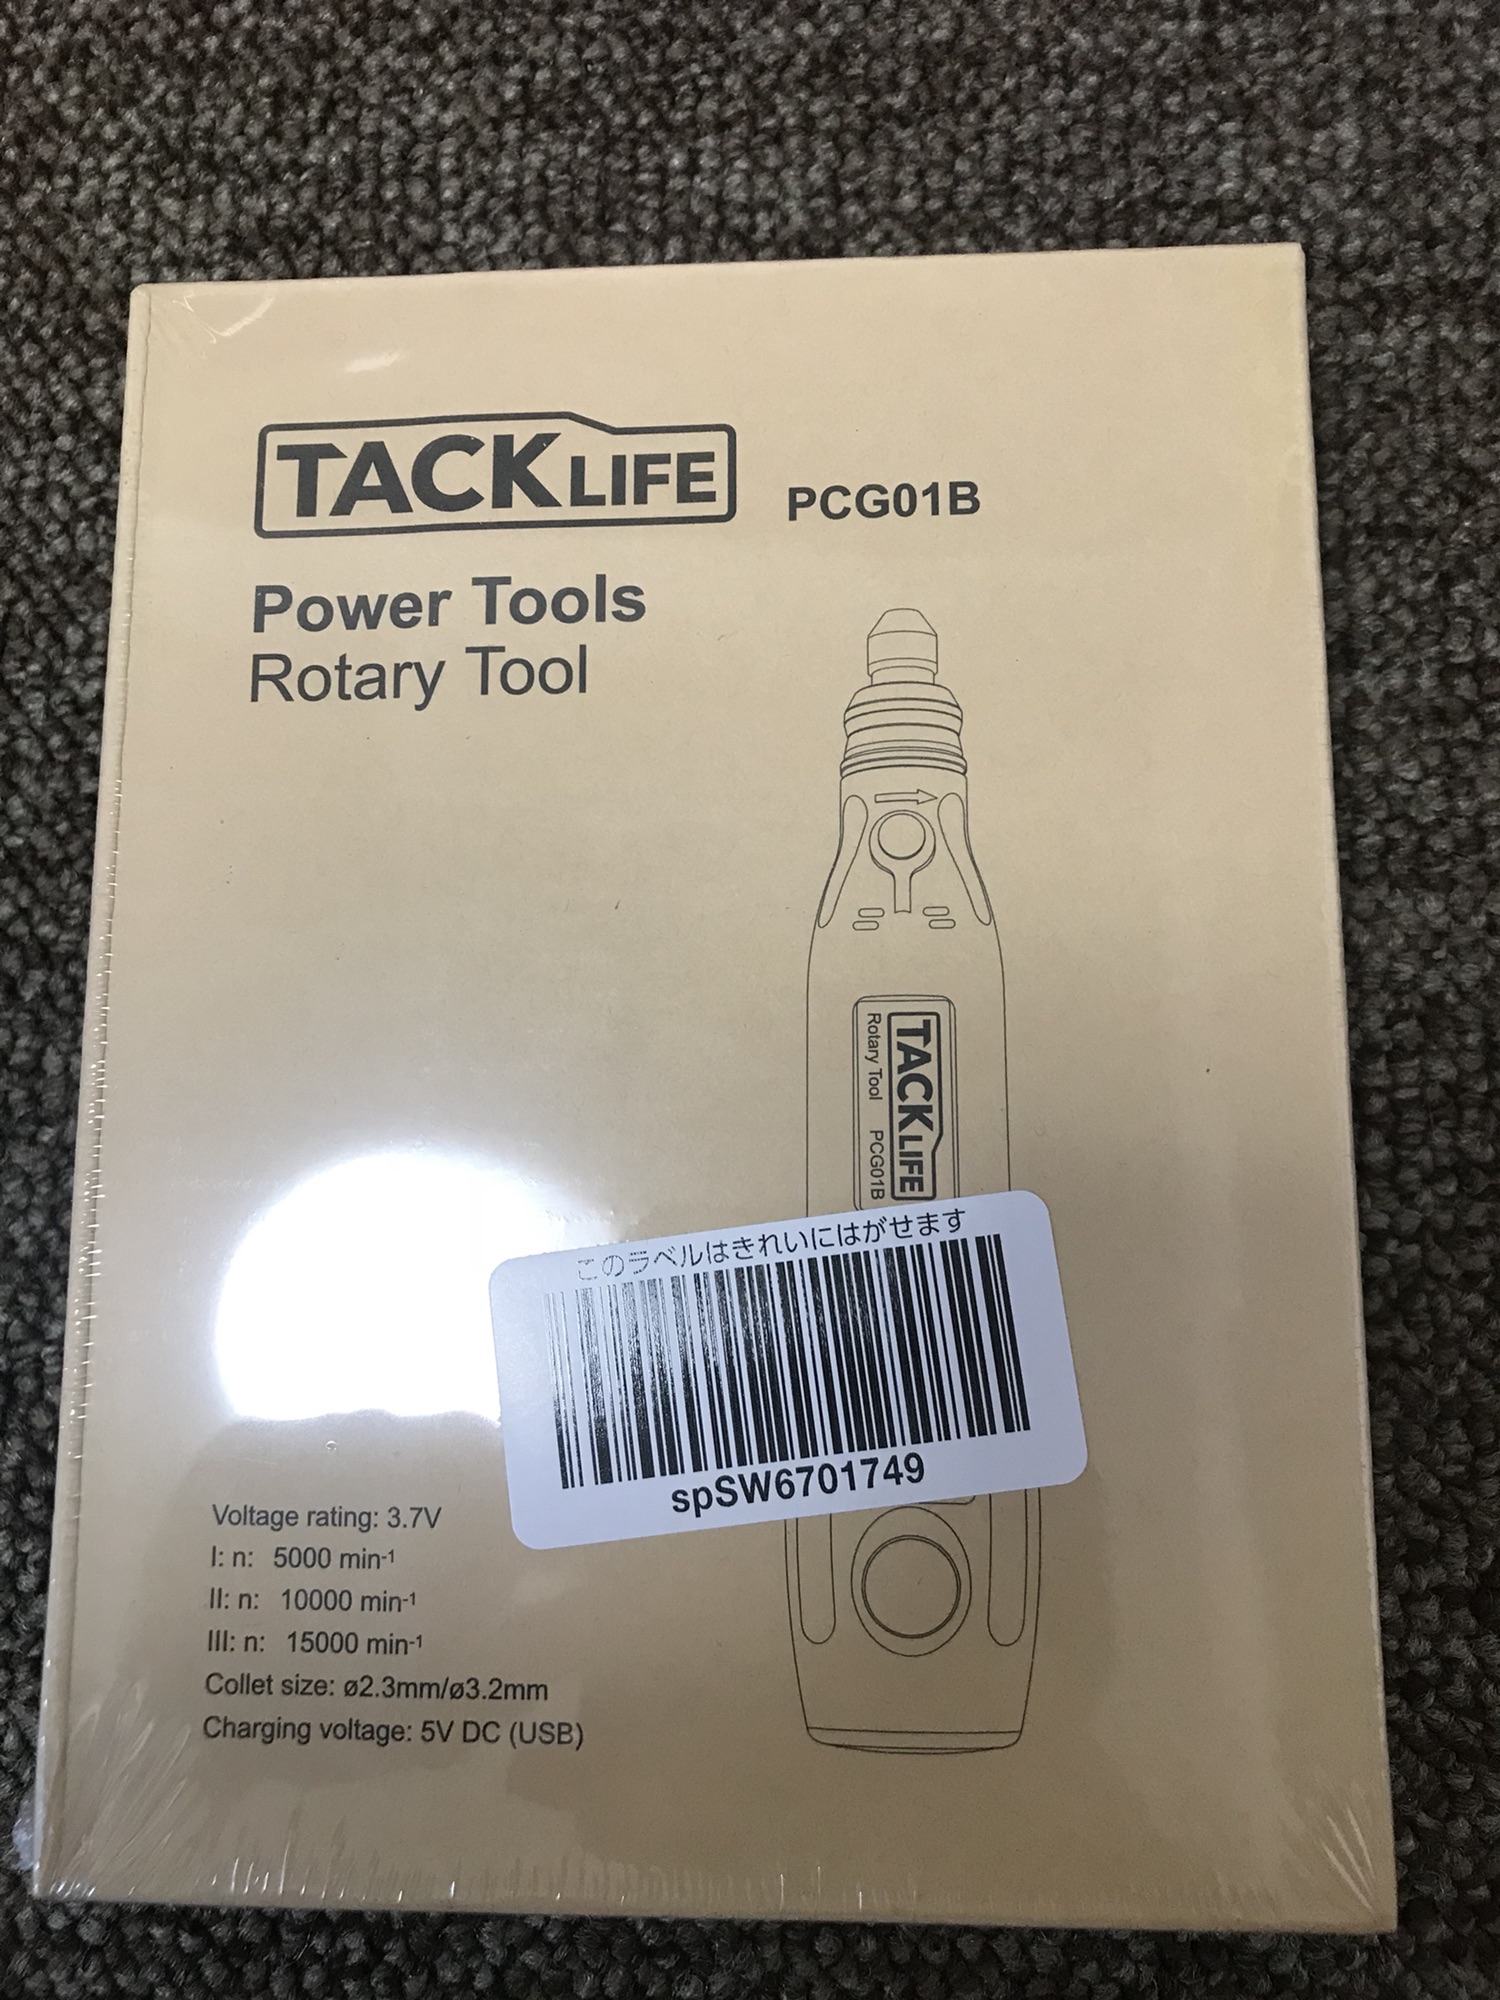 TACKLIFE PCG01B
Power Tools
Rotary Tool
TACKLIFE
Rotary Tool PCG01B
このラベルはきれいにはがせます
spSW6701749
Voltage rating: 3.7V
I: n: 5000 min⁻¹
II: n: 10000 min⁻¹
III: n: 15000 min⁻¹
Collet size: ø2.3mm/ø3.2mm
Charging voltage: 5V DC (USB)